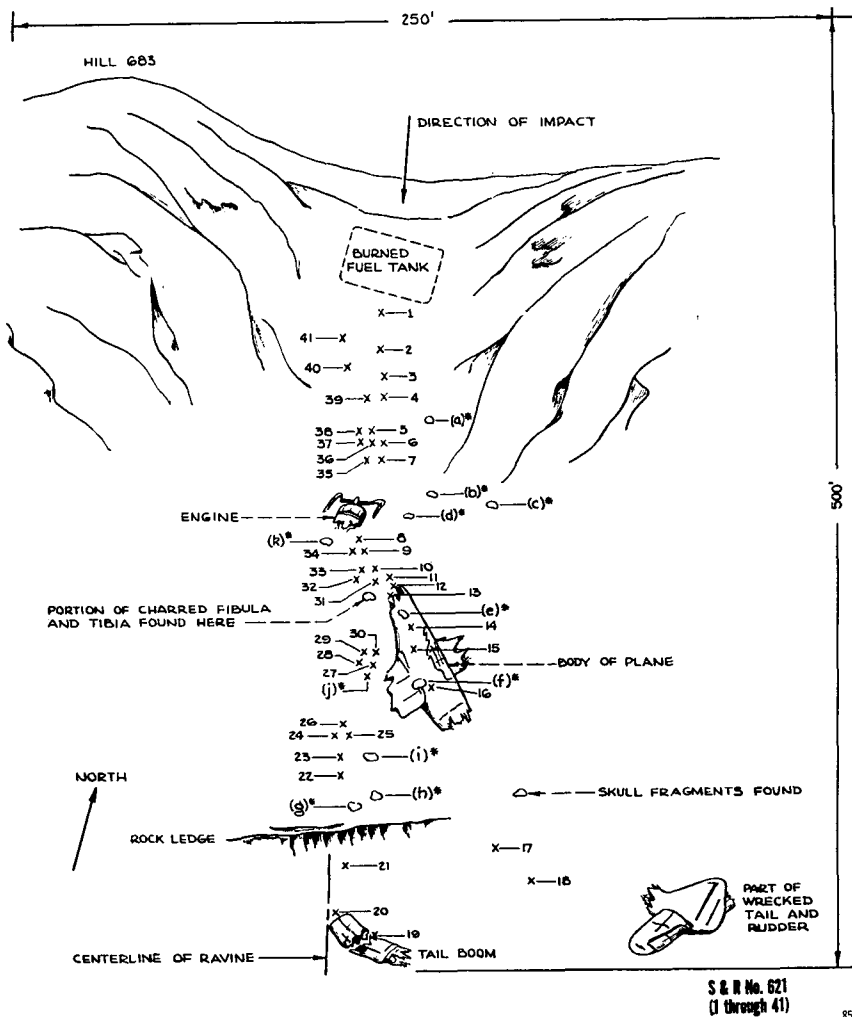 250'
HILL 683
DIRECTION OF IMPACT
BURNED
FUEL TANK
1
41
2
40
3
39
4
(a)*
38
5
37
6
36
35
7
(b)*
(c)*
500'
ENGINE
(d)*
(k)*
8
34
9
33
10
32
11
12
31
13
PORTION OF CHARRED FIBULA
AND TIBIA FOUND HERE
(e)*
14
30
29
15
28
BODY OF PLANE
27
(f)*
(j)*
16
26
24
25
23
(i)*
22
NORTH
(h)*
SKULL FRAGMENTS FOUND
(g)*
ROCK LEDGE
17
21
18
PART OF
WRECKED
TAIL AND
RUDDER
20
19
CENTERLINE OF RAVINE
TAIL BOOM
S & R No. 621
(1 through 41)
85